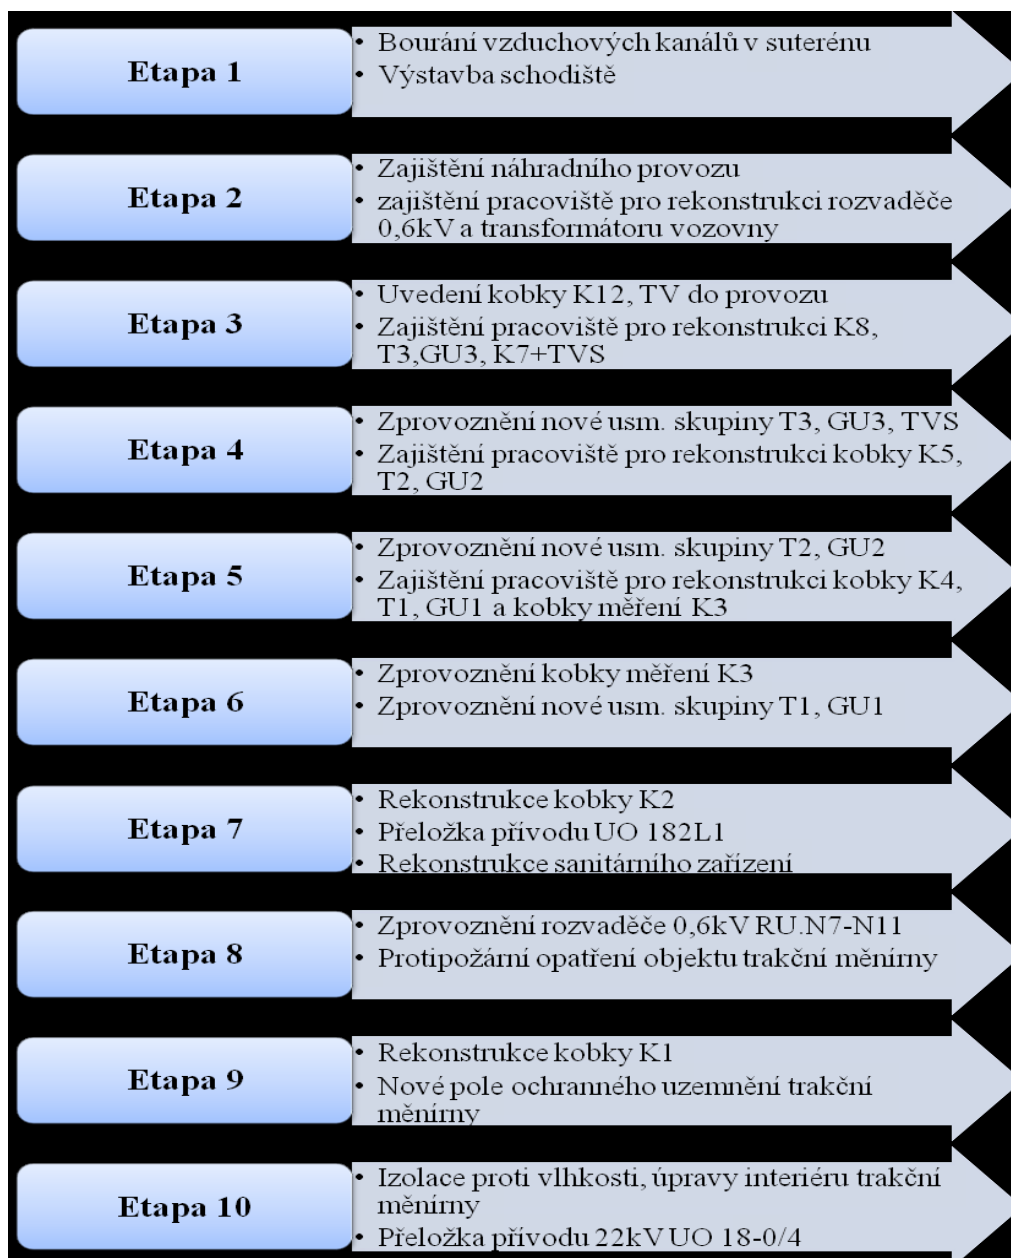 Etapa 1
• Bourání vzduchových kanálů v suterénu
• Výstavba schodiště
Etapa 2
• Zajištění náhradního provozu
• zajištění pracoviště pro rekonstrukci rozvaděče
0,6kV a transformátoru vozovny
Etapa 3
• Uvedení kobky K12, TV do provozu
• Zajištění pracoviště pro rekonstrukci K8,
T3,GU3, K7+TVS
Etapa 4
• Zprovoznění nové usm. skupiny T3, GU3, TVS
• Zajištění pracoviště pro rekonstrukci kobky K5,
T2, GU2
Etapa 5
• Zprovoznění nové usm. skupiny T2, GU2
• Zajištění pracoviště pro rekonstrukci kobky K4,
T1, GU1 a kobky měření K3
Etapa 6
• Zprovoznění kobky měření K3
• Zprovoznění nové usm. skupiny T1, GU1
Etapa 7
• Rekonstrukce kobky K2
• Přeložka přívodu UO 182L1
• Rekonstrukce sanitárního zařízení
Etapa 8
• Zprovoznění rozvaděče 0,6kV RU.N7-N11
• Protipožární opatření objektu trakční měnírny
Etapa 9
• Rekonstrukce kobky K1
• Nové pole ochranného uzemnění trakční
měnírny
Etapa 10
• Izolace proti vlhkosti, úpravy interiéru trakční
měnírny
• Přeložka přívodu 22kV UO 18-0/4